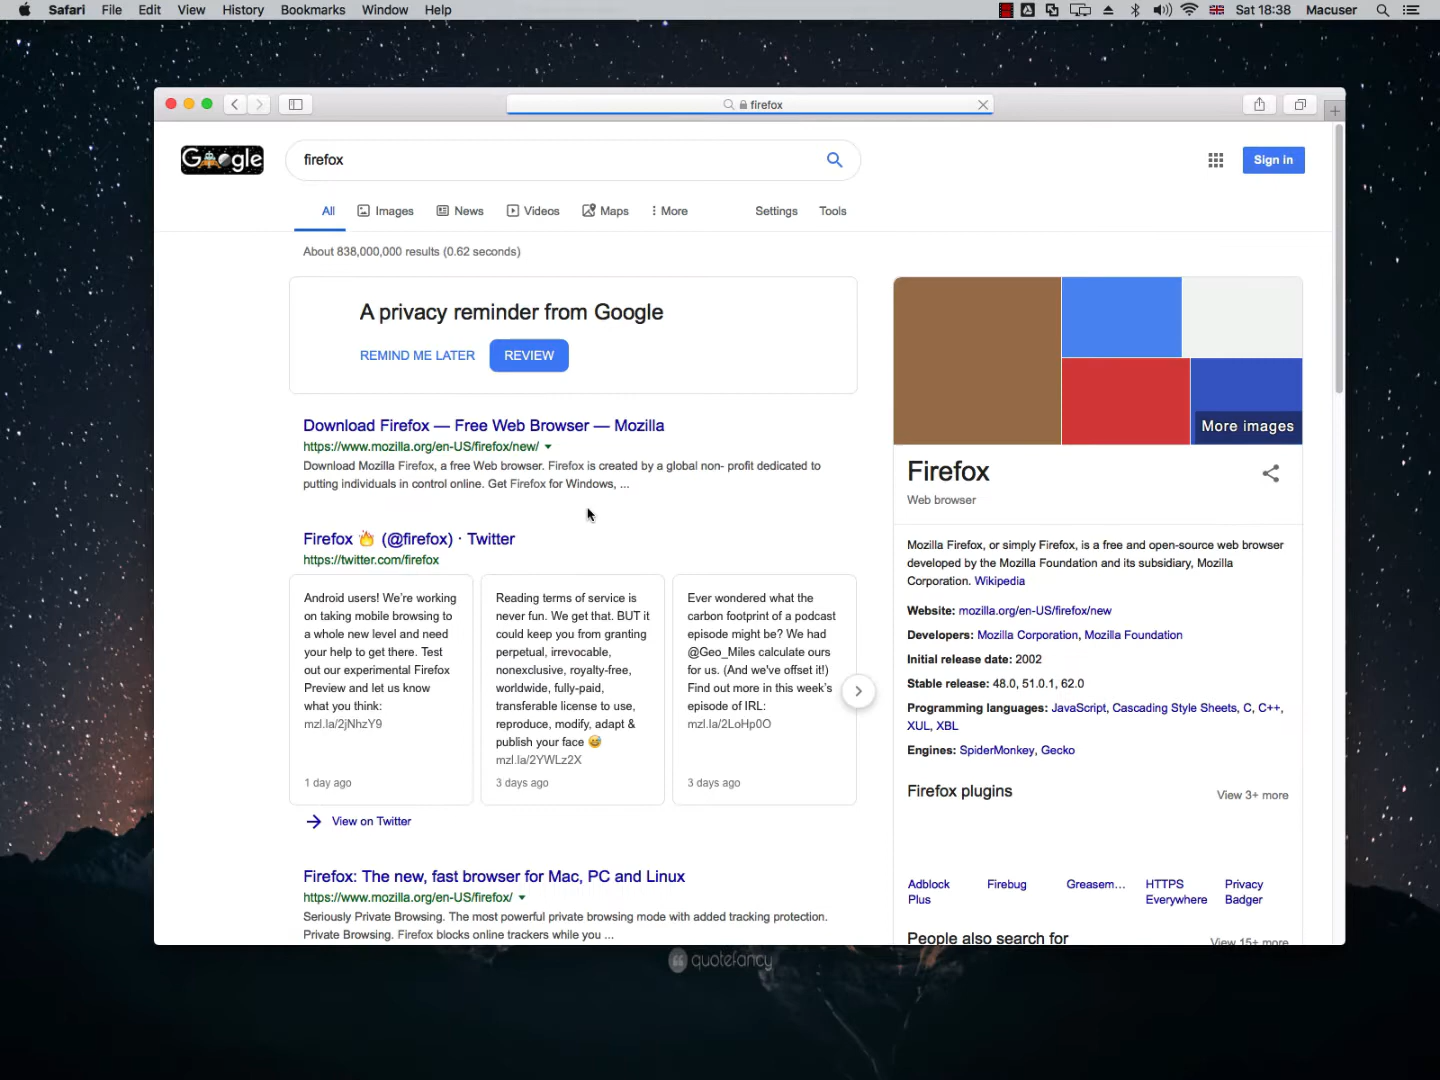 Safari File Edit View History Bookmarks Window Help
Sat 18:38 Macuser
firefox
Google
firefox
Sign in
All Images News Videos Maps More Settings Tools
About 838,000,000 results (0.62 seconds)
A privacy reminder from Google
REMIND ME LATER REVIEW
Download Firefox — Free Web Browser — Mozilla
https://www.mozilla.org/en-US/firefox/new/
Download Mozilla Firefox, a free Web browser. Firefox is created by a global non- profit dedicated to
putting individuals in control online. Get Firefox for Windows, ...
Firefox 🔥 (@firefox) · Twitter
https://twitter.com/firefox
Android users! We're working
on taking mobile browsing to
a whole new level and need
your help to get there. Test
out our experimental Firefox
Preview and let us know
what you think:
mzl.la/2jNhzY9
1 day ago
Reading terms of service is
never fun. We get that. BUT it
could keep you from granting
perpetual, irrevocable,
nonexclusive, royalty-free,
worldwide, fully-paid,
transferable license to use,
reproduce, modify, adapt &
publish your face 😅
mzl.la/2YWLz2X
3 days ago
Ever wondered what the
carbon footprint of a podcast
episode might be? We had
@Geo_Miles calculate ours
for us. (And we've offset it!)
Find out more in this week's
episode of IRL:
mzl.la/2LoHp0O
3 days ago
View on Twitter
Firefox: The new, fast browser for Mac, PC and Linux
https://www.mozilla.org/en-US/firefox/
Seriously Private Browsing. The most powerful private browsing mode with added tracking protection.
Private Browsing. Firefox blocks online trackers while you ...
More images
Firefox
Web browser
Mozilla Firefox, or simply Firefox, is a free and open-source web browser
developed by the Mozilla Foundation and its subsidiary, Mozilla
Corporation. Wikipedia
Website: mozilla.org/en-US/firefox/new
Developers: Mozilla Corporation, Mozilla Foundation
Initial release date: 2002
Stable release: 48.0, 51.0.1, 62.0
Programming languages: JavaScript, Cascading Style Sheets, C, C++,
XUL, XBL
Engines: SpiderMonkey, Gecko
Firefox plugins View 3+ more
Adblock Firebug Greasem... HTTPS Privacy
Plus Everywhere Badger
People also search for View 15+ more
quotefancy